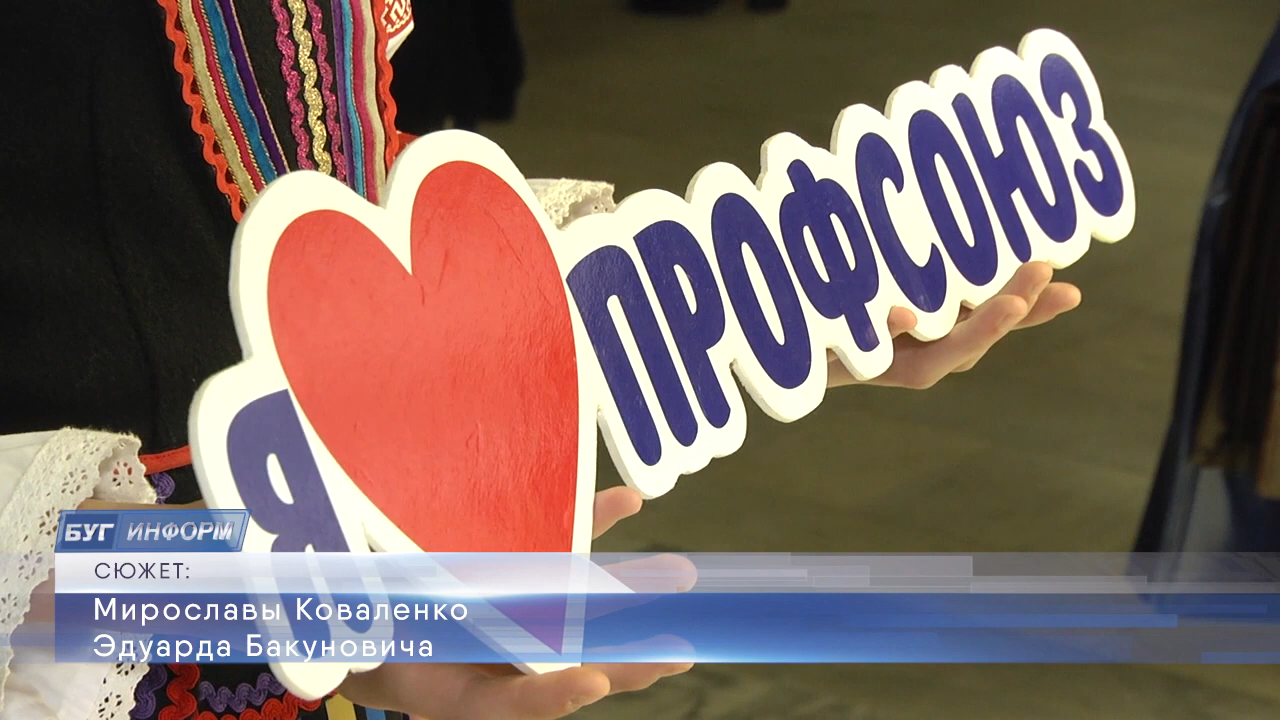 Я
ПРОФСОЮЗ
БУГ ИНФОРМ
СЮЖЕТ:
Мирославы Коваленко
Эдуарда Бакуновича